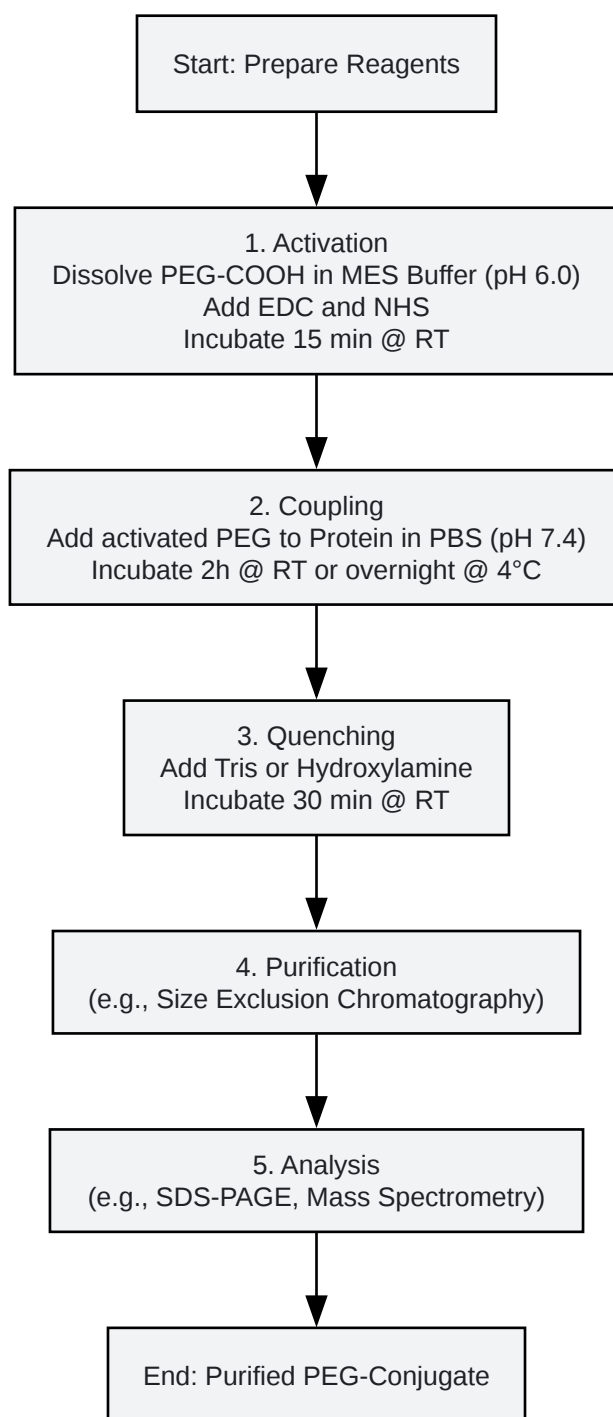 Start: Prepare Reagents
1. Activation
Dissolve PEG-COOH in MES Buffer (pH 6.0)
Add EDC and NHS
Incubate 15 min @ RT
2. Coupling
Add activated PEG to Protein in PBS (pH 7.4)
Incubate 2h @ RT or overnight @ 4°C
3. Quenching
Add Tris or Hydroxylamine
Incubate 30 min @ RT
4. Purification
(e.g., Size Exclusion Chromatography)
5. Analysis
(e.g., SDS-PAGE, Mass Spectrometry)
End: Purified PEG-Conjugate